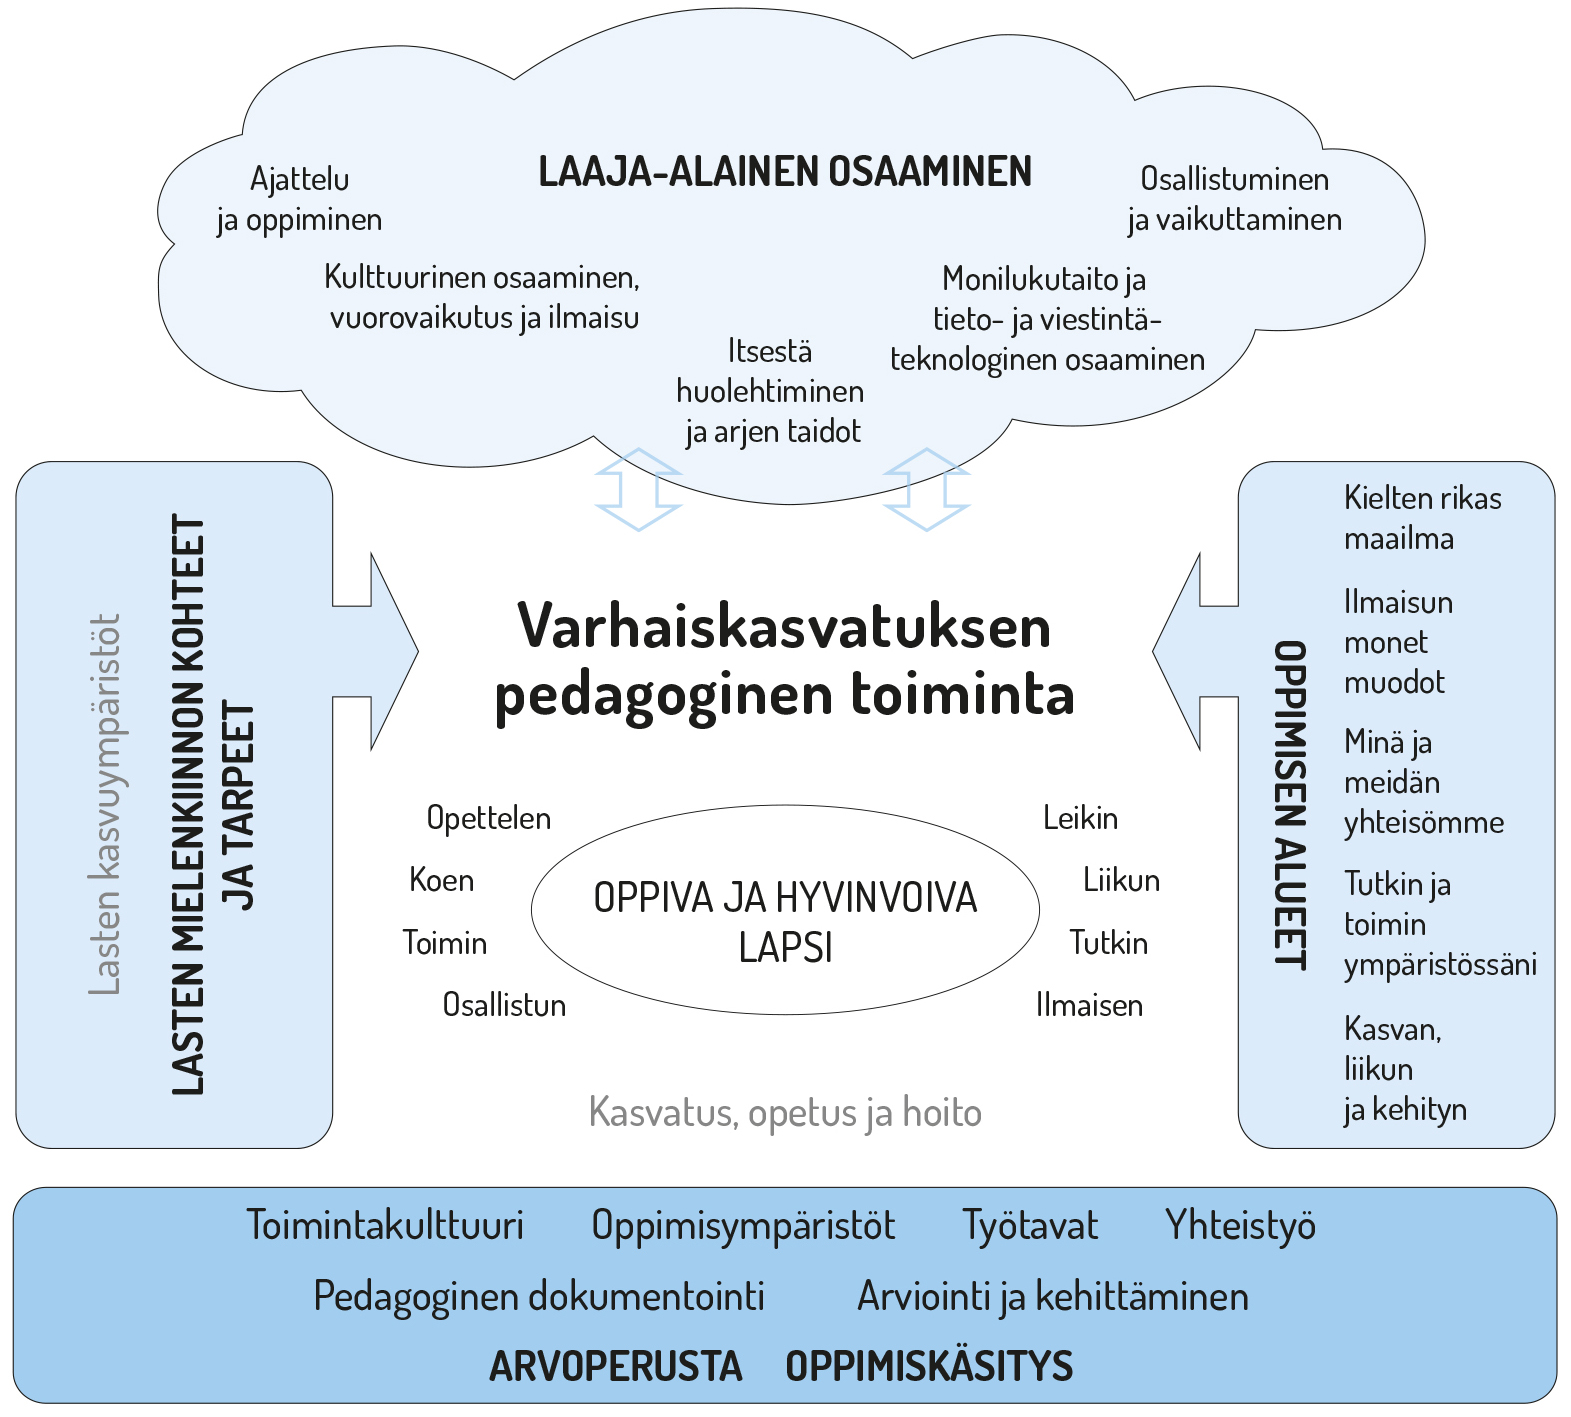 LAAJA-ALAINEN OSAAMINEN
Ajattelu
ja oppiminen
Kulttuurinen osaaminen,
vuorovaikutus ja ilmaisu
Itsestä
huolehtiminen
ja arjen taidot
Monilukutaito ja
tieto- ja viestintä-
teknologinen osaaminen
Osallistuminen
ja vaikuttaminen
Lasten kasvuympäristöt
LASTEN MIELENKIINNON KOHTEET
JA TARPEET
Varhaiskasvatuksen
pedagoginen toiminta
Opettelen
Koen
Toimin
Osallistun
OPPIVA JA HYVINVOIVA
LAPSI
Leikin
Liikun
Tutkin
Ilmaisen
Kasvatus, opetus ja hoito
OPPIMISEN ALUEET
Kielten rikas
maailma
Ilmaisun
monet
muodot
Minä ja
meidän
yhteisömme
Tutkin ja
toimin
ympäristössäni
Kasvan,
liikun
ja kehityn
Toimintakulttuuri Oppimisympäristöt Työtavat Yhteistyö
Pedagoginen dokumentointi Arviointi ja kehittäminen
ARVOPERUSTA OPPIMISKÄSITYS